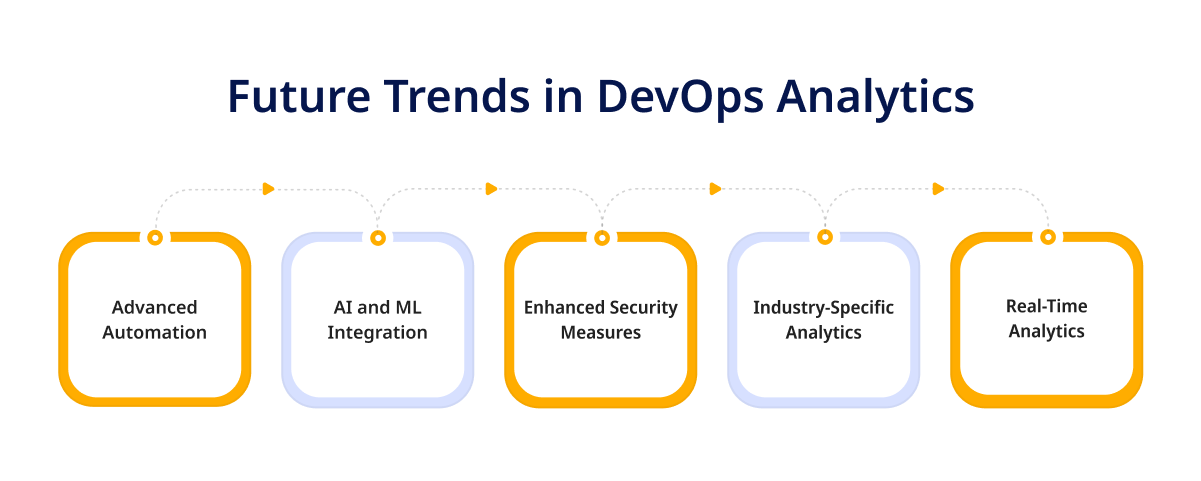 Future Trends in DevOps Analytics
Advanced
Automation
AI and ML
Integration
Enhanced Security
Measures
Industry-Specific
Analytics
Real-Time
Analytics